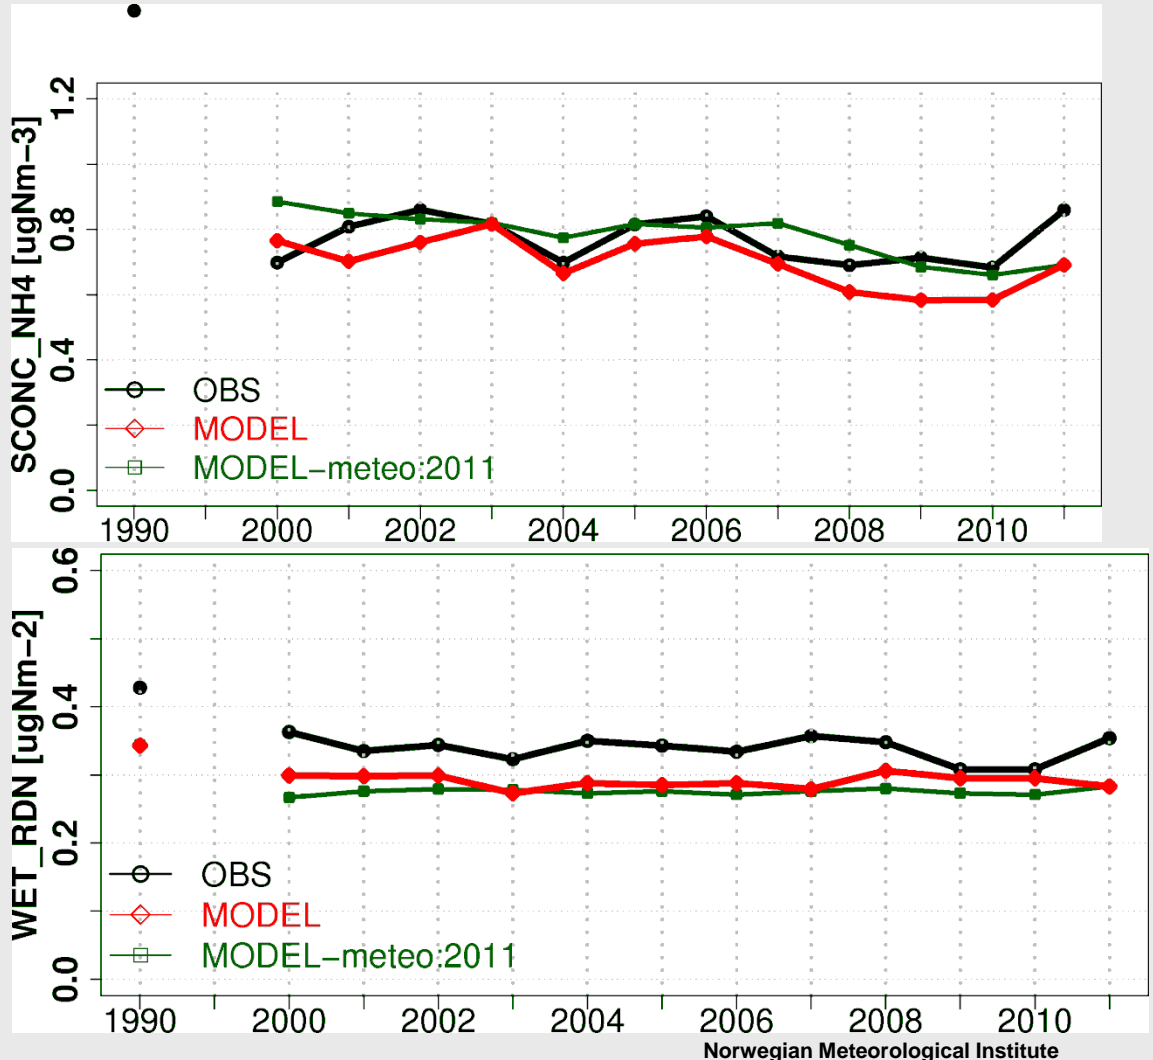 SCONC_NH4 [ugNm−3]
1.2
0.8
0.4
0.0
OBS
MODEL
MODEL−meteo:2011
1990 2000 2002 2004 2006 2008 2010
WET_RDN [ugNm−2]
0.6
0.4
0.2
0.0
OBS
MODEL
MODEL−meteo:2011
1990 2000 2002 2004 2006 2008 2010
Norwegian Meteorological Institute